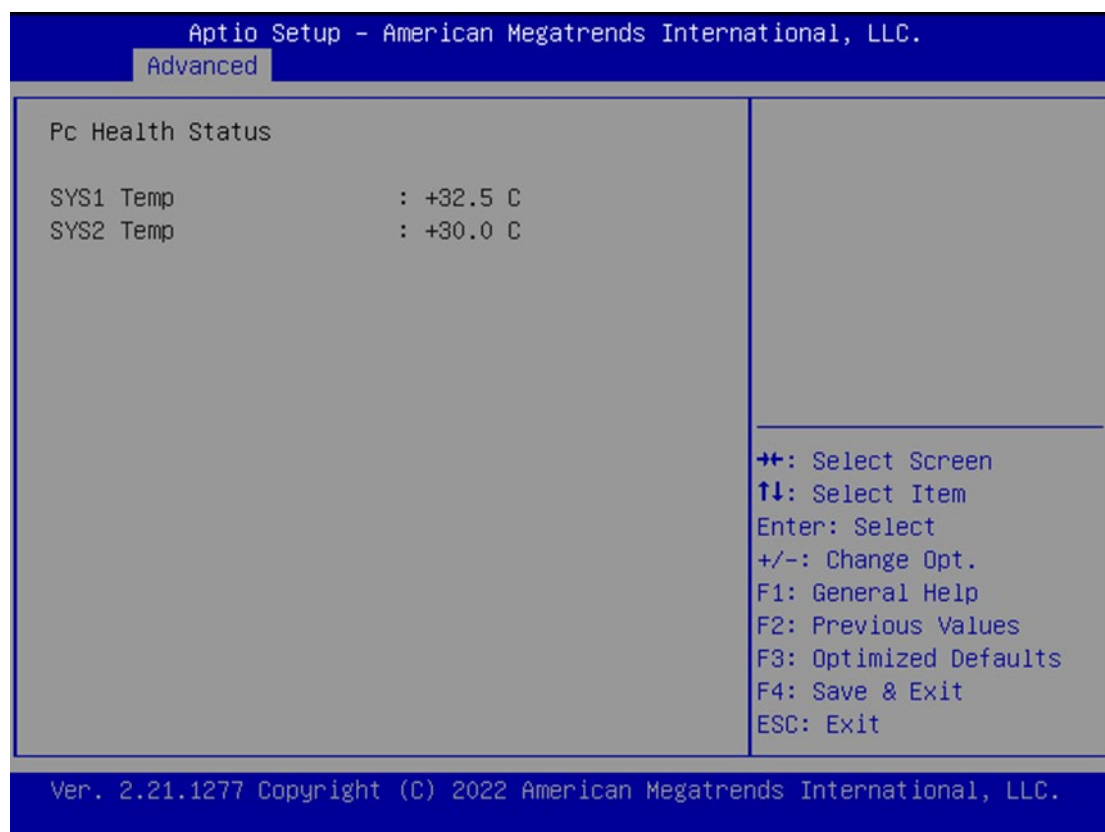 Aptio Setup – American Megatrends International, LLC.
Advanced
Pc Health Status
SYS1 Temp : +32.5 C
SYS2 Temp : +30.0 C
→←: Select Screen
↑↓: Select Item
Enter: Select
+/-: Change Opt.
F1: General Help
F2: Previous Values
F3: Optimized Defaults
F4: Save & Exit
ESC: Exit
Ver. 2.21.1277 Copyright (C) 2022 American Megatrends International, LLC.